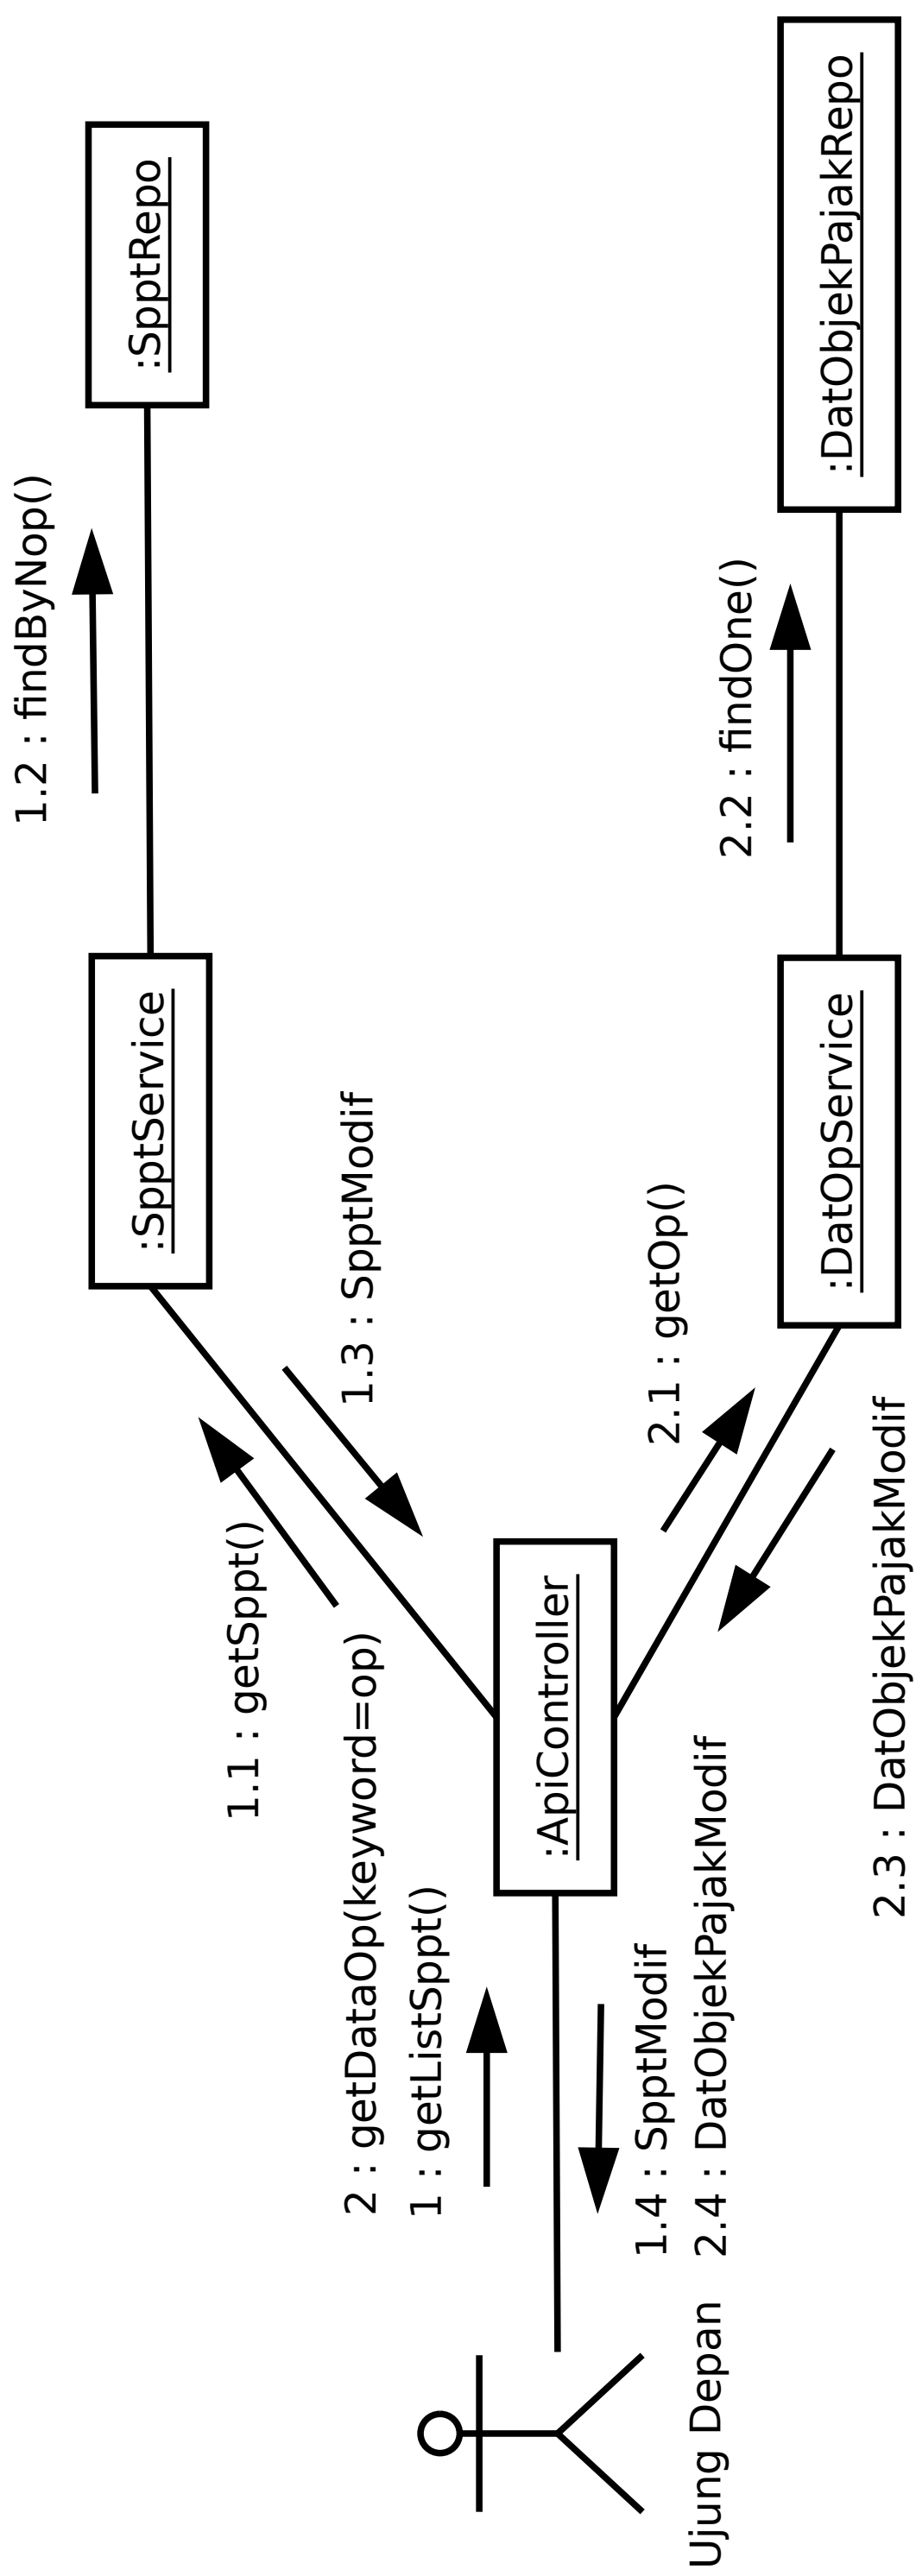 1.2 : findByNop()
:SpptRepo
:SpptService
1.1 : getSppt()
1.3 : SpptModif
2 : getDataOp(keyword=op)
1 : getListSppt()
:ApiController
1.4 : SpptModif
2.4 : DatObjekPajakModif
Ujung Depan
2.1 : getOp()
2.2 : findOne()
:DatObjekPajakRepo
:DatOpService
2.3 : DatObjekPajakModif